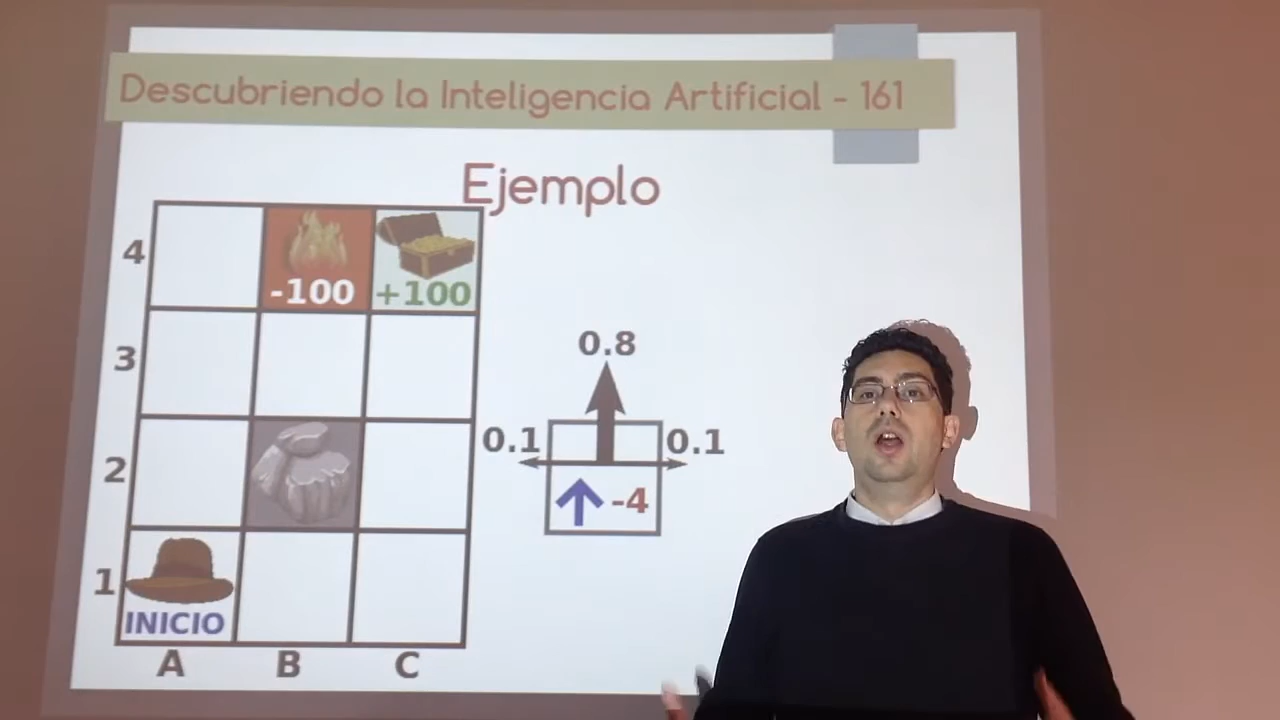 Descubriendo la Inteligencia Artificial - 161
Ejemplo
4
-100
+100
3
0.8
0.1
0.1
2
-4
1
INICIO
A B C